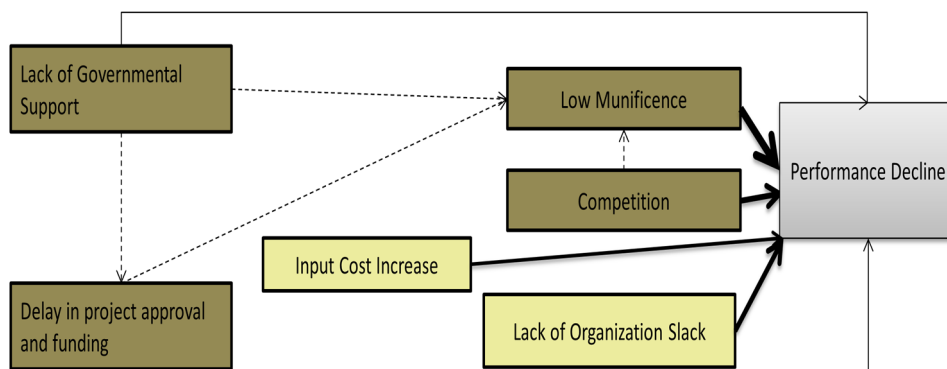 Lack of Governmental
Support
Low Munificence
Performance Decline
Competition
Input Cost Increase
Delay in project approval
and funding
Lack of Organization Slack